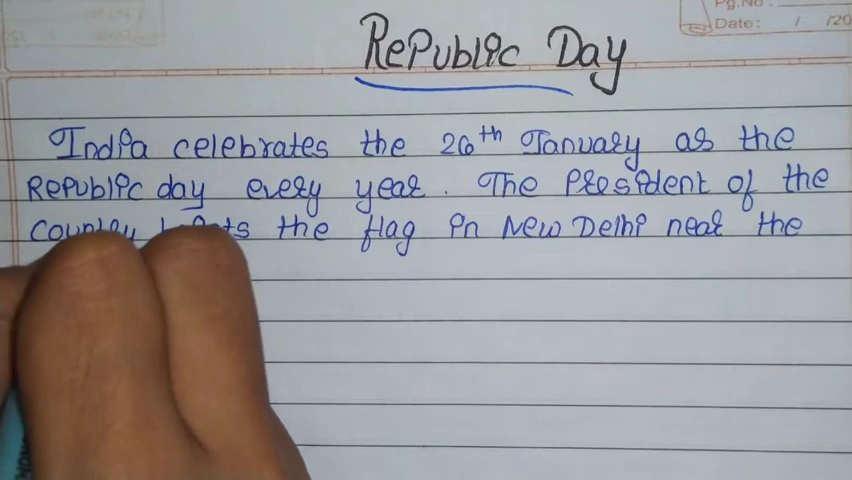 Pg.No :
Date: / /20
Republic Day
India celebrates the 26th January as the
Republic day every year. The President of the
Country the flag in New Delhi near the